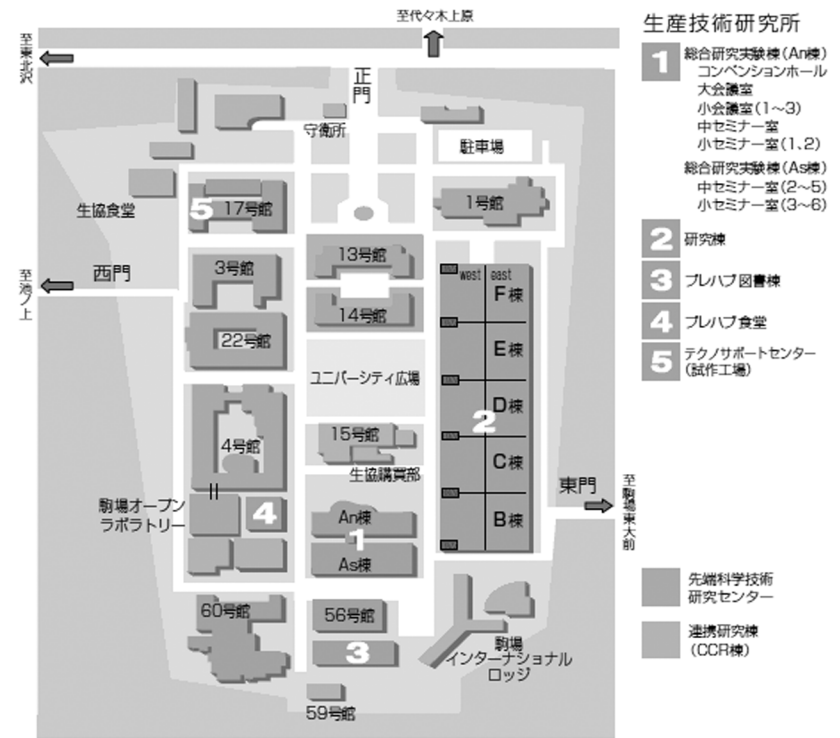 至代々木上原
至東北沢
正門
守衛所
駐車場
生協食堂
5
17号館
1号館
至池ノ上
西門
3号館
13号館
west
east
F棟
14号館
22号館
E棟
ユニバーシティ広場
D棟
2
4号館
15号館
生協購買部
C棟
東門
至駒場東大前
駒場オープン
ラボラトリー
4
An棟
1
As棟
B棟
60号館
56号館
3
駒場
インターナショナル
ロッジ
59号館
生産技術研究所
1
総合研究実験棟(An棟)
コンベンションホール
大会議室
小会議室(1〜3)
中セミナー室
小セミナー室(1、2)
総合研究実験棟(As棟)
中セミナー室(2〜5)
小セミナー室(3〜6)
2 研究棟
3 プレハブ図書棟
4 プレハブ食堂
5 テクノサポートセンター
(試作工場)
先端科学技術
研究センター
連携研究棟
(CCR棟)